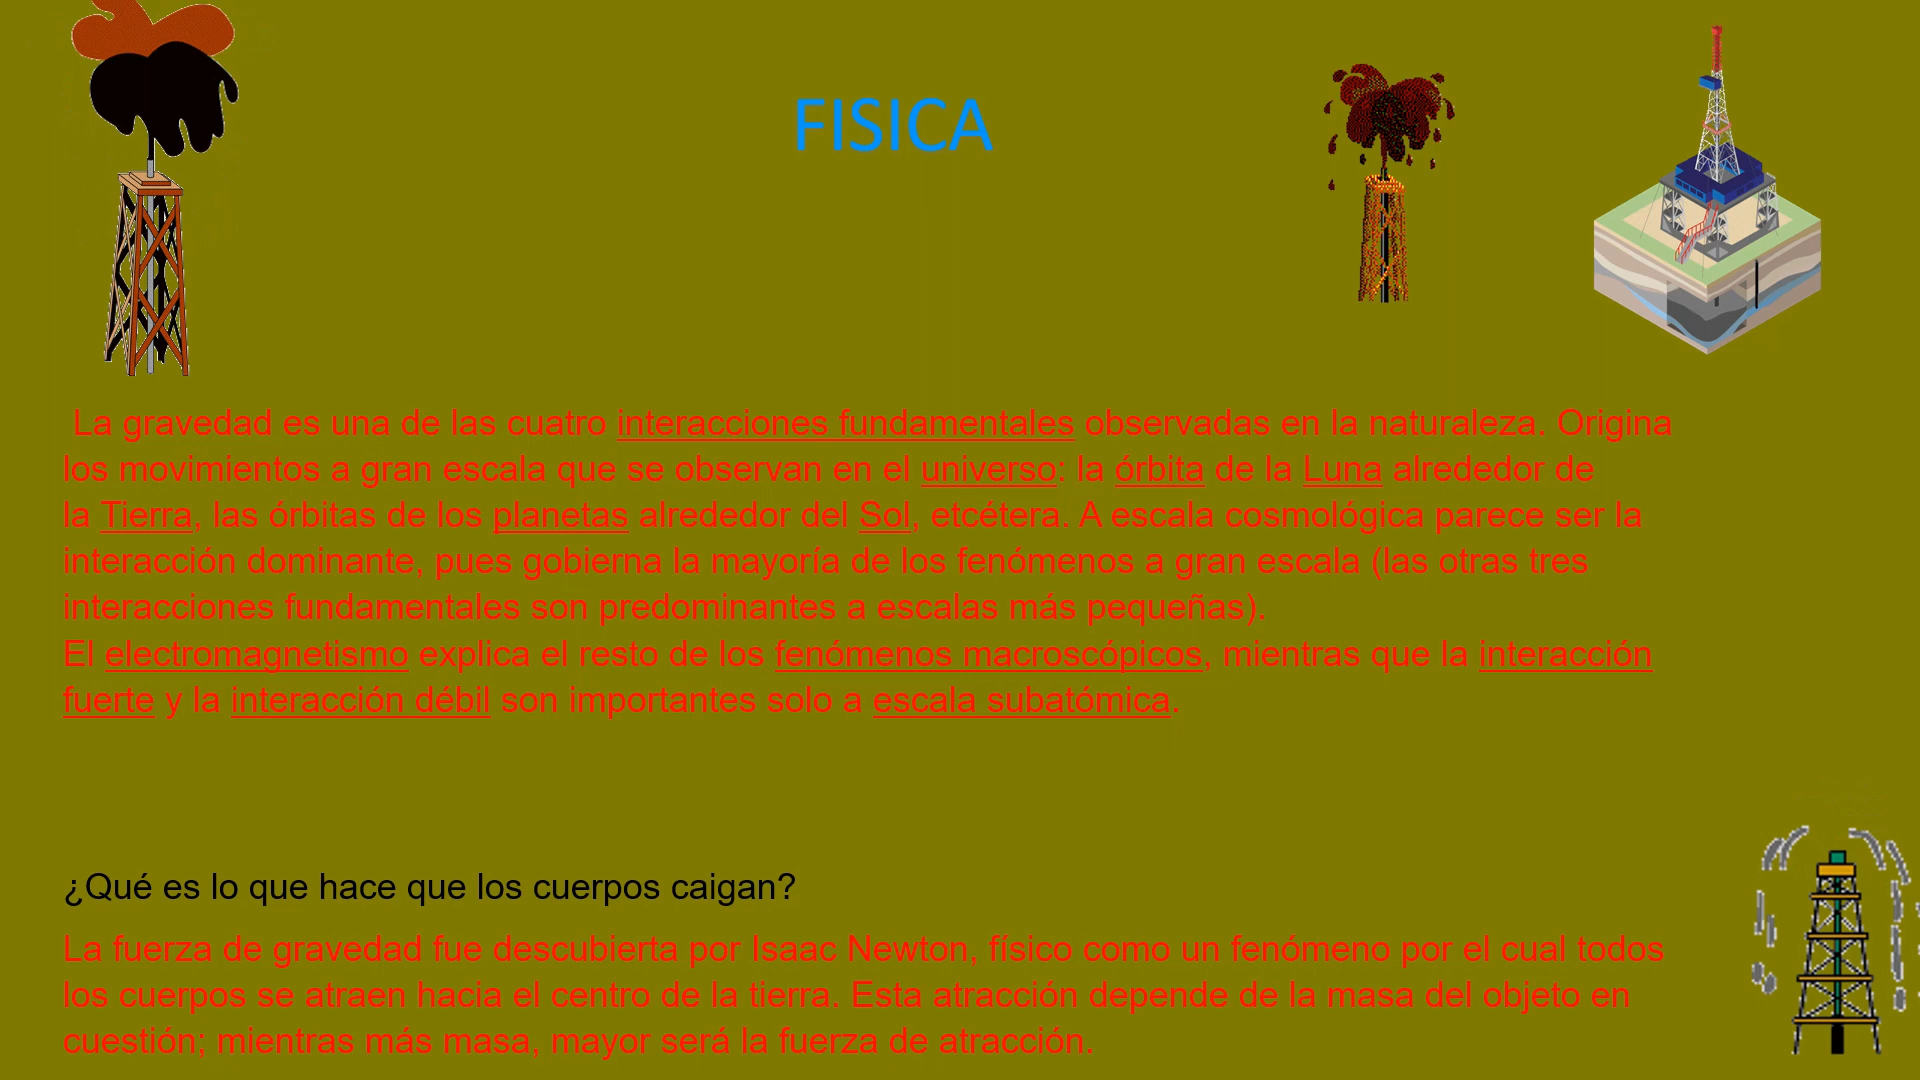 FISICA
La gravedad es una de las cuatro interacciones fundamentales observadas en la naturaleza. Origina
los movimientos a gran escala que se observan en el universo: la órbita de la Luna alrededor de
la Tierra, las órbitas de los planetas alrededor del Sol, etcétera. A escala cosmológica parece ser la
interacción dominante, pues gobierna la mayoría de los fenómenos a gran escala (las otras tres
interacciones fundamentales son predominantes a escalas más pequeñas).
El electromagnetismo explica el resto de los fenómenos macroscópicos, mientras que la interacción
fuerte y la interacción débil son importantes solo a escala subatómica.
¿Qué es lo que hace que los cuerpos caigan?
La fuerza de gravedad fue descubierta por Isaac Newton, físico como un fenómeno por el cual todos
los cuerpos se atraen hacia el centro de la tierra. Esta atracción depende de la masa del objeto en
cuestión; mientras más masa, mayor será la fuerza de atracción.